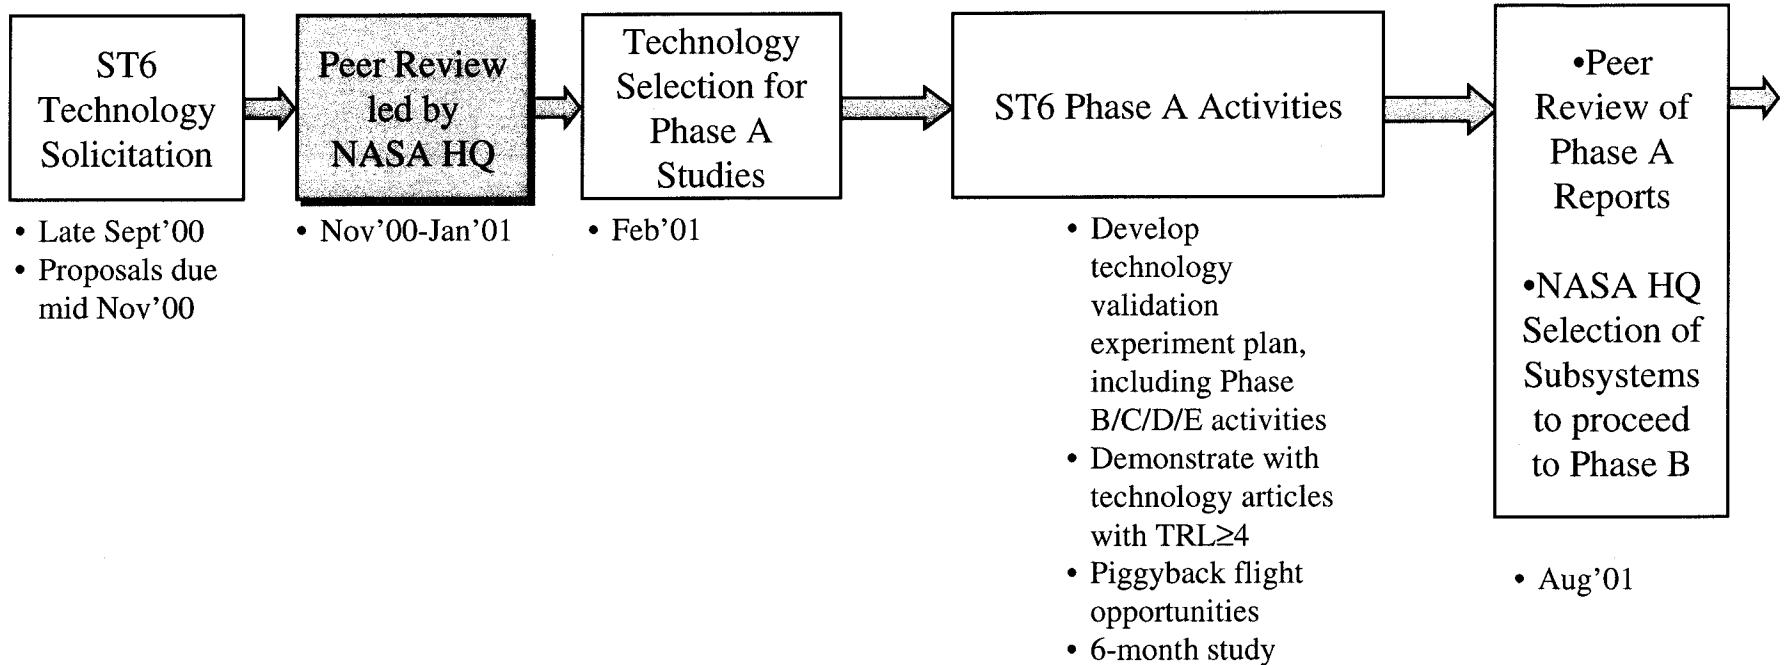 ST6
Technology
Solicitation
• Late Sept'00
• Proposals due
mid Nov'00
Peer Review
led by
NASA HQ
• Nov'00-Jan'01
Technology
Selection for
Phase A
Studies
• Feb'01
ST6 Phase A Activities
• Develop
technology
validation
experiment plan,
including Phase
B/C/D/E activities
• Demonstrate with
technology articles
with TRL≥4
• Piggyback flight
opportunities
• 6-month study
•Peer
Review of
Phase A
Reports
•NASA HQ
Selection of
Subsystems
to proceed
to Phase B
• Aug'01